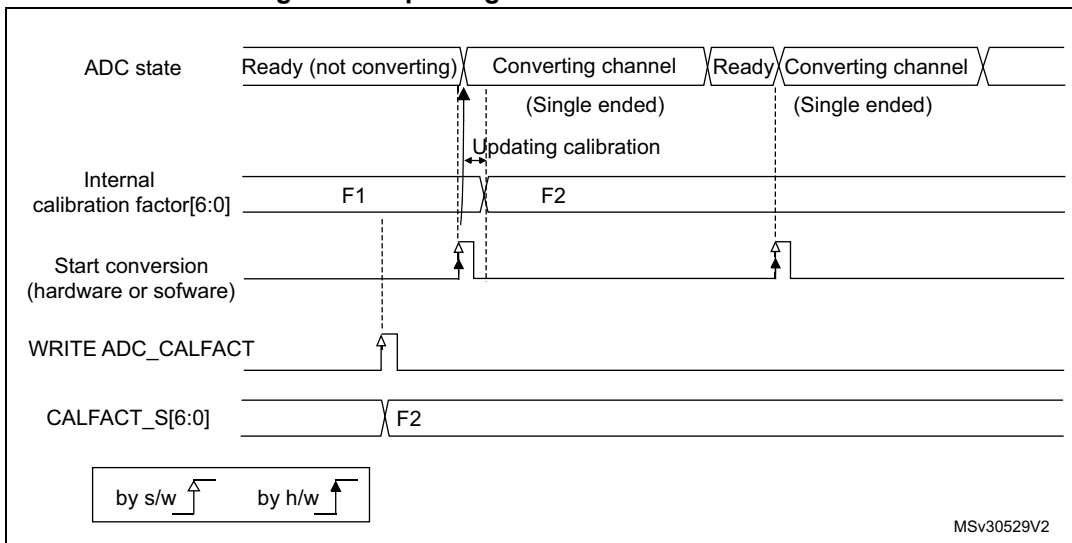 ADC state
Ready (not converting)
Converting channel
Ready
Converting channel
(Single ended)
(Single ended)
Updating calibration
Internal
calibration factor[6:0]
F1
F2
Start conversion
(hardware or sofware)
WRITE ADC_CALFACT
CALFACT_S[6:0]
F2
by s/w
by h/w
MSv30529V2